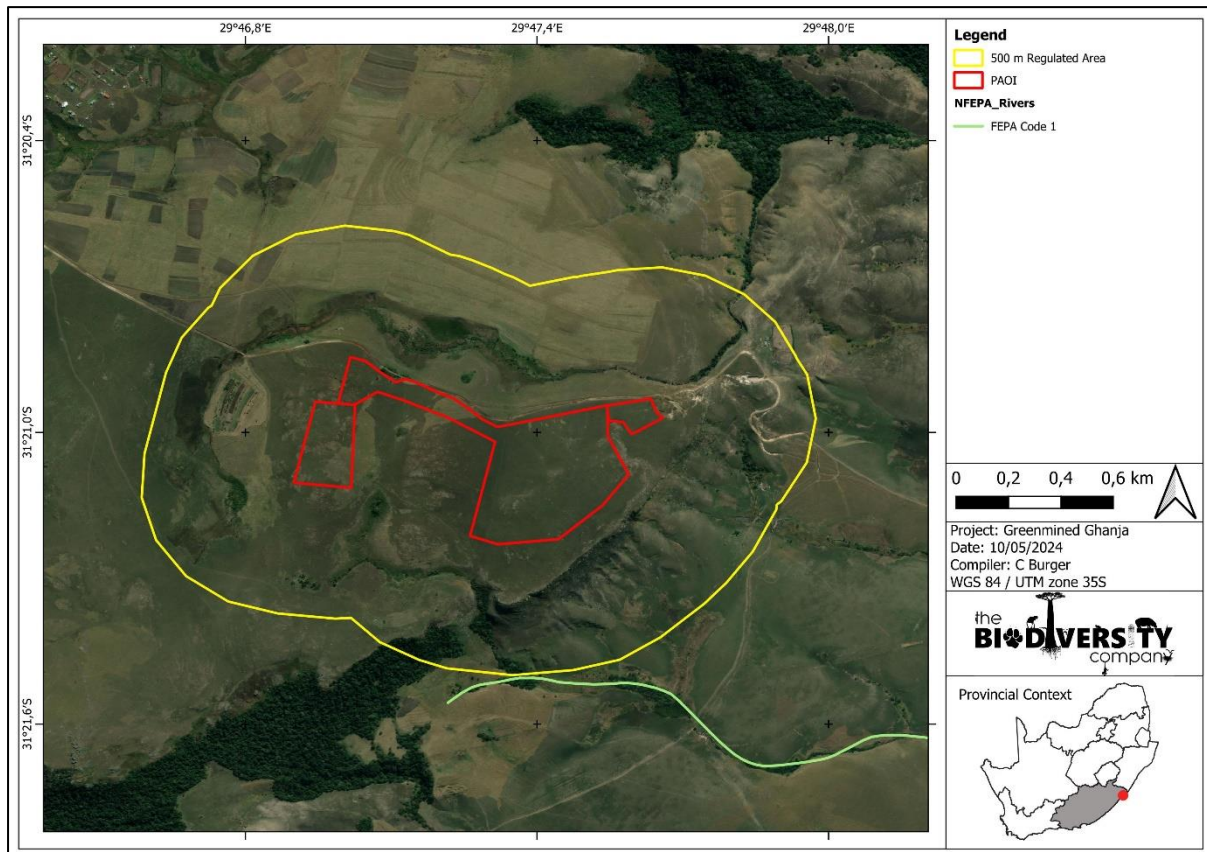 29°46,8'E
29°47,4'E
29°48,0'E
31°20,4'S
31°21,0'S
31°21,6'S
Legend
500 m Regulated Area
PAOI
NFEPA_Rivers
FEPA Code 1
0 0,2 0,4 0,6 km
Project: Greenmined Ghanja
Date: 10/05/2024
Compiler: C Burger
WGS 84 / UTM zone 35S
the
BIODIVERSITY
company
Provincial Context